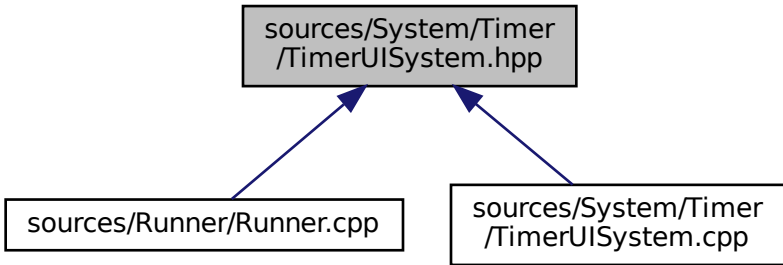 sources/System/Timer
/TimerUISystem.hpp
sources/Runner/Runner.cpp
sources/System/Timer
/TimerUISystem.cpp